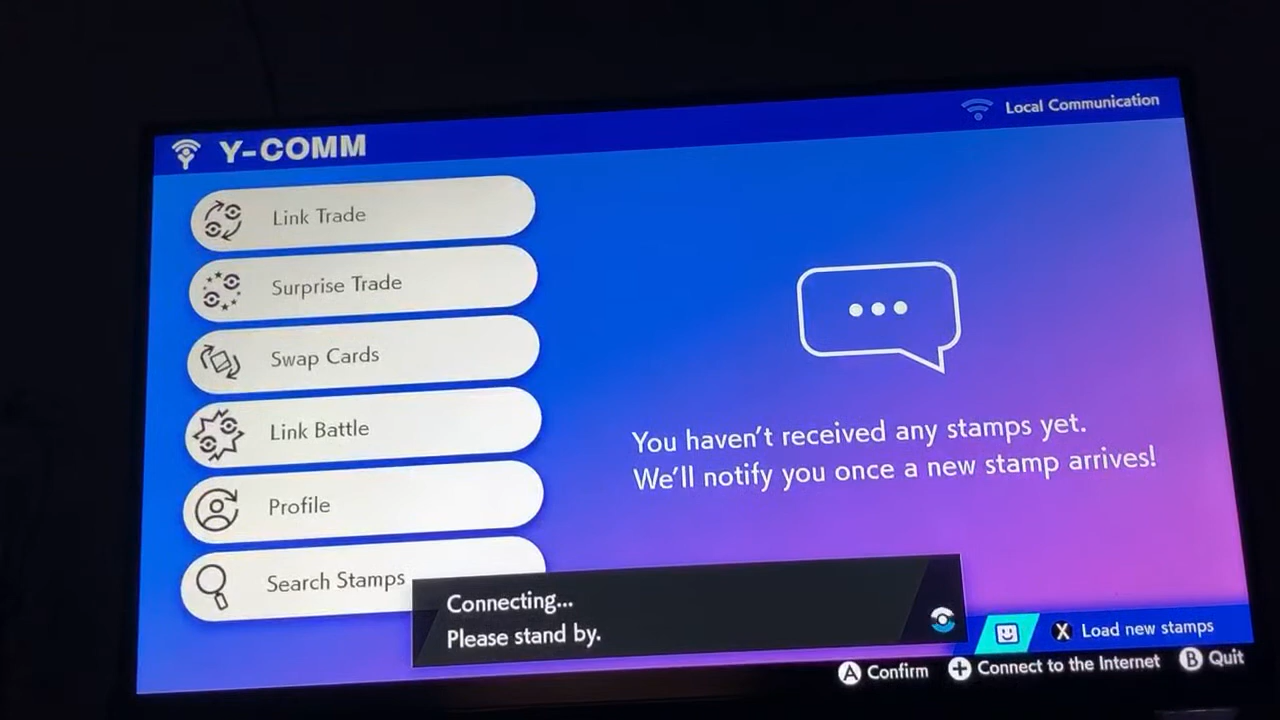 Y-COMM
Local Communication
Link Trade
Surprise Trade
Swap Cards
Link Battle
Profile
Search Stamps
You haven't received any stamps yet.
We'll notify you once a new stamp arrives!
Connecting...
Please stand by.
X Load new stamps
A Confirm + Connect to the Internet B Quit